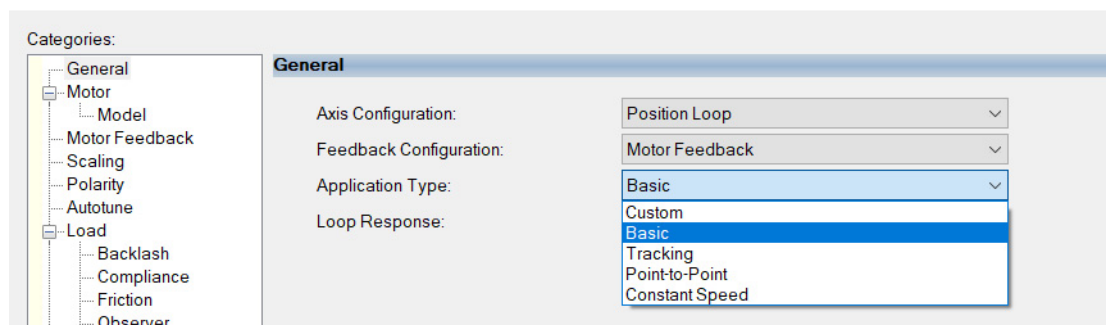 Categories:
General
Motor
Model
Motor Feedback
Scaling
Polarity
Autotune
Load
Backlash
Compliance
Friction
Observer
General
Axis Configuration: Position Loop
Feedback Configuration: Motor Feedback
Application Type: Basic
Loop Response:
Custom
Basic
Tracking
Point-to-Point
Constant Speed